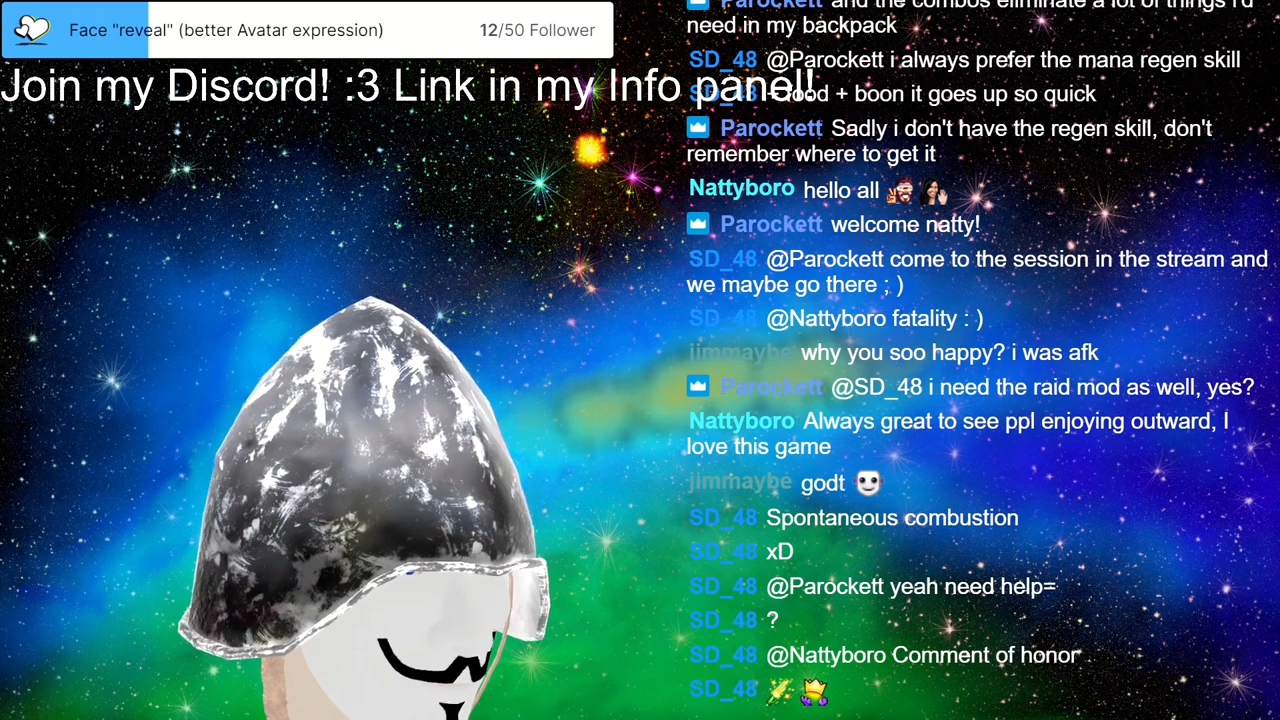 Face "reveal" (better Avatar expression) 12/50 Follower
Join my Discord! :3 Link in my Info panel!
Parockett and the combos eliminate a lot of things i'd
need in my backpack
SD_48 @Parockett i always prefer the mana regen skill
SD_48 + food + boon it goes up so quick
Parockett Sadly i don't have the regen skill, don't
remember where to get it
Nattyboro hello all
Parockett welcome natty!
SD_48 @Parockett come to the session in the stream and
we maybe go there ; )
SD_48 @Nattyboro fatality : )
jimmaybe why you soo happy? i was afk
Parockett @SD_48 i need the raid mod as well, yes?
Nattyboro Always great to see ppl enjoying outward, I
love this game
jimmaybe godt
SD_48 Spontaneous combustion
SD_48 xD
SD_48 @Parockett yeah need help=
SD_48 ?
SD_48 @Nattyboro Comment of honor
SD_48